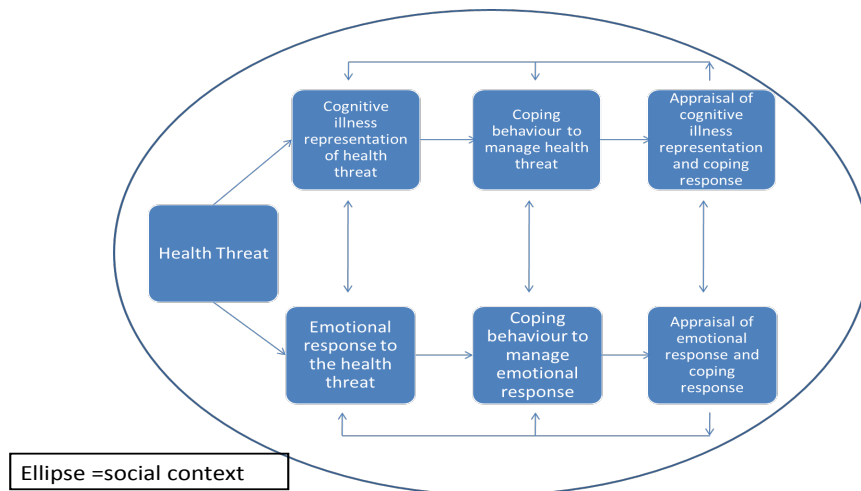 Cognitive
illness
representation
of health
threat
Coping
behaviour to
manage health
threat
Appraisal of
cognitive
illness
representation
and coping
response
Health Threat
Emotional
response to
the health
threat
Coping
behaviour to
manage
emotional
response
Appraisal of
emotional
response and
coping
response
Ellipse =social context